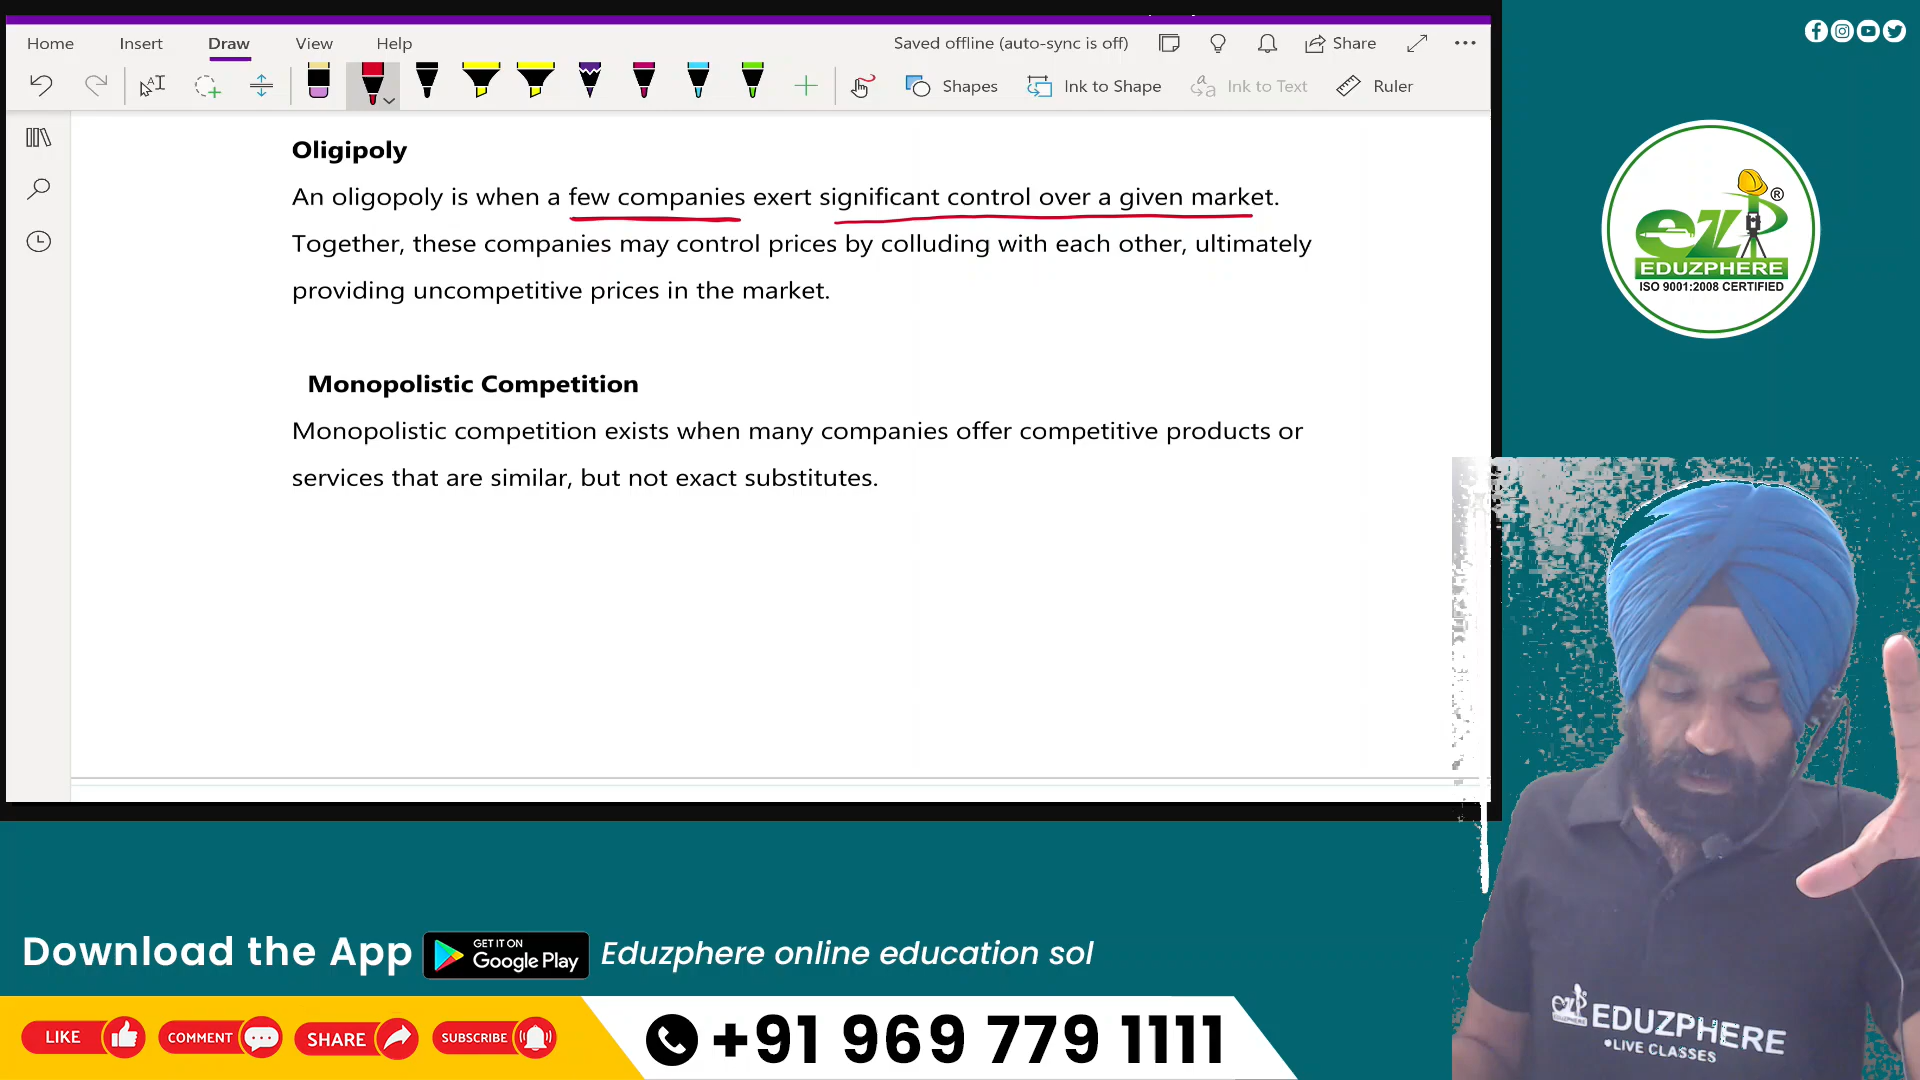 Home Insert Draw View Help Saved offline (auto-sync is off) Share
Shapes Ink to Shape Ink to Text Ruler
Oligipoly
An oligopoly is when a few companies exert significant control over a given market.
Together, these companies may control prices by colluding with each other, ultimately
providing uncompetitive prices in the market.
Monopolistic Competition
Monopolistic competition exists when many companies offer competitive products or
services that are similar, but not exact substitutes.
®
EZP
EDUZPHERE
ISO 9001:2008 CERTIFIED
EDUZPHERE
•LIVE CLASSES
Download the App GET IT ON Google Play Eduzphere online education sol
LIKE COMMENT SHARE SUBSCRIBE +91 969 779 1111